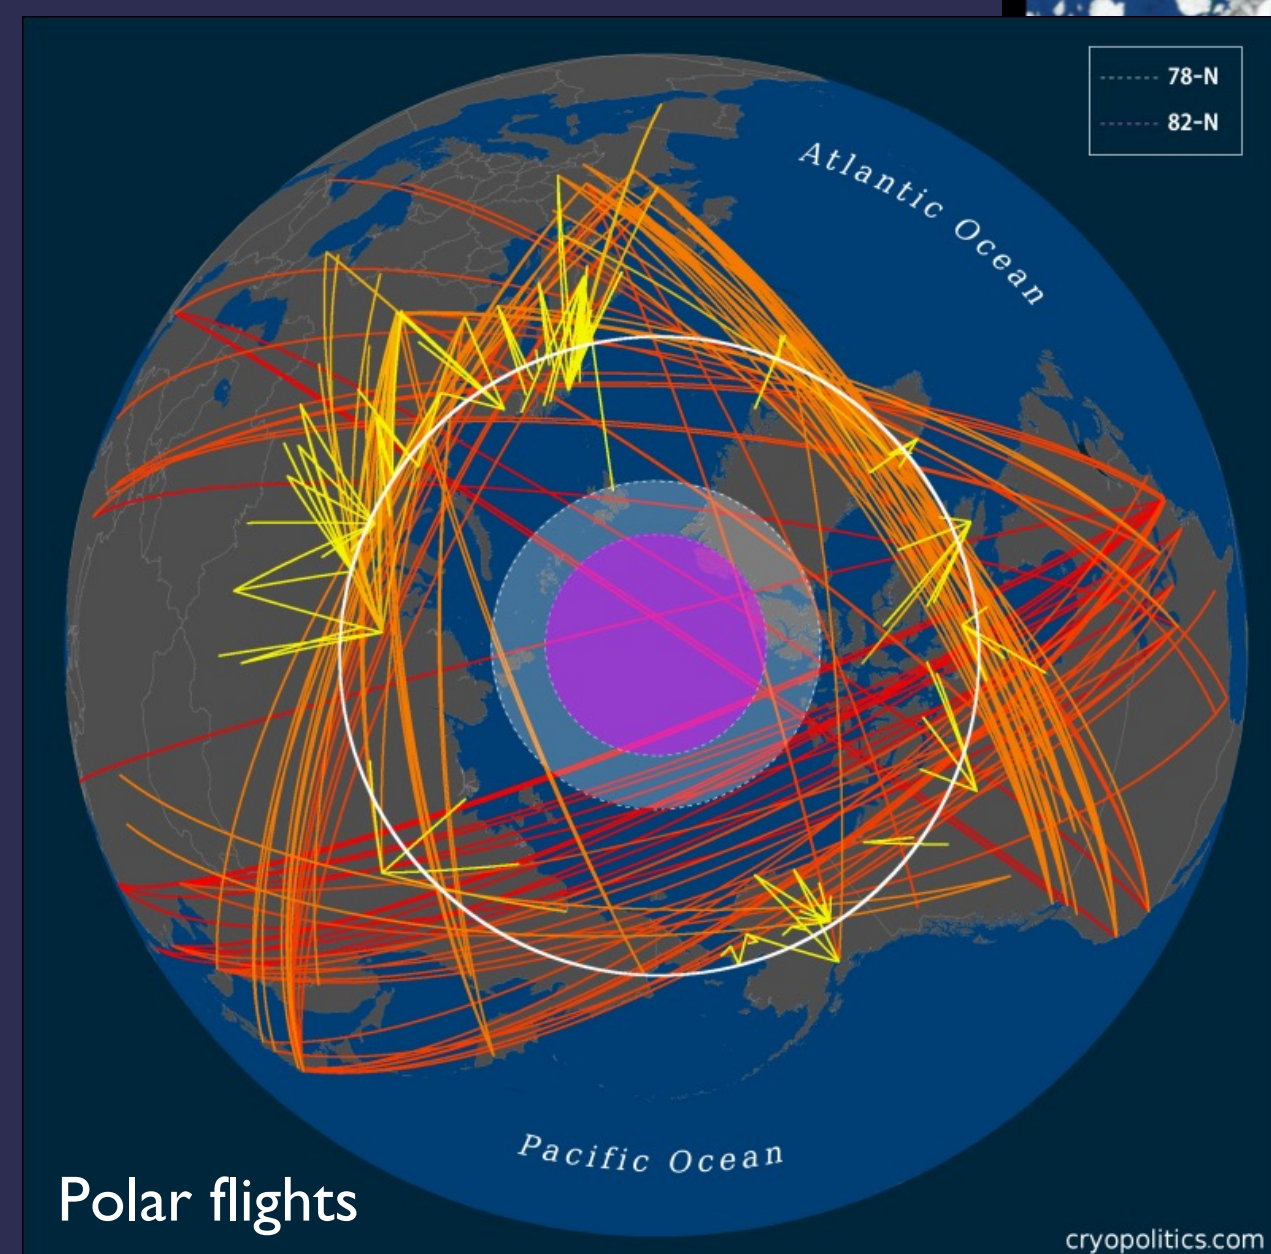 78-N
82-N
Atlantic Ocean
Pacific Ocean
Polar flights
cryopolitics.com